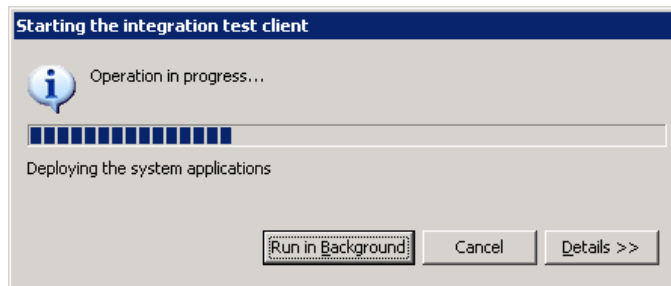 Starting the integration test client
Operation in progress...
Deploying the system applications
Run in Background
Cancel
Details >>